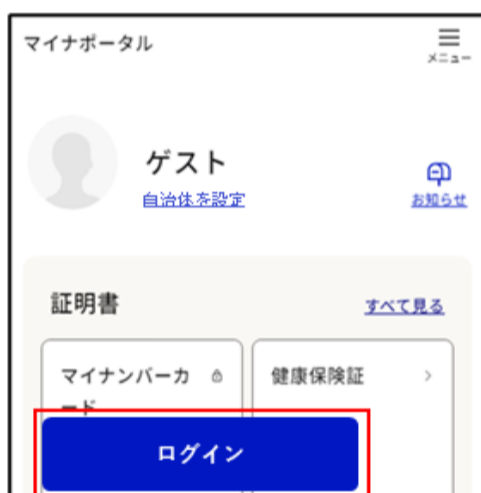 マイナポータル
メニュー
ゲスト
自治体を設定
お知らせ
証明書
すべて見る
マイナンバーカ
ード
健康保険証
ログイン